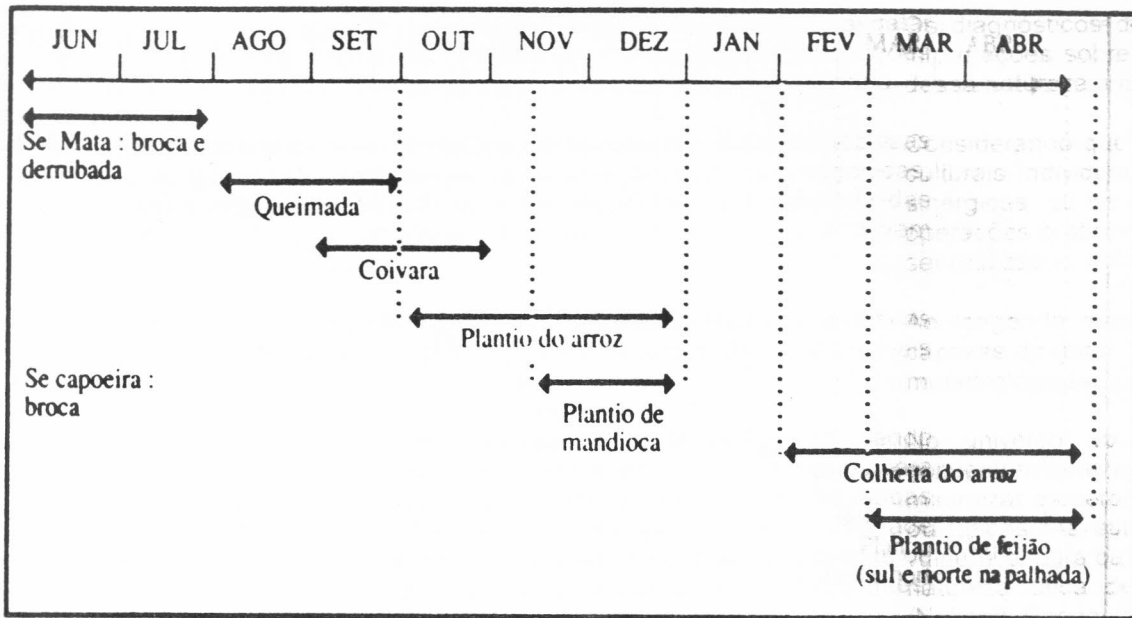 JUN JUL AGO SET OUT NOV DEZ JAN FEV MAR ABR
Se Mata : broca e
derrubada
Queimada
Coivara
Plantio do arroz
Se capoeira :
broca
Plantio de
mandioca
Colheita do arroz
Plantio de feijão
(sul e norte na palhada)